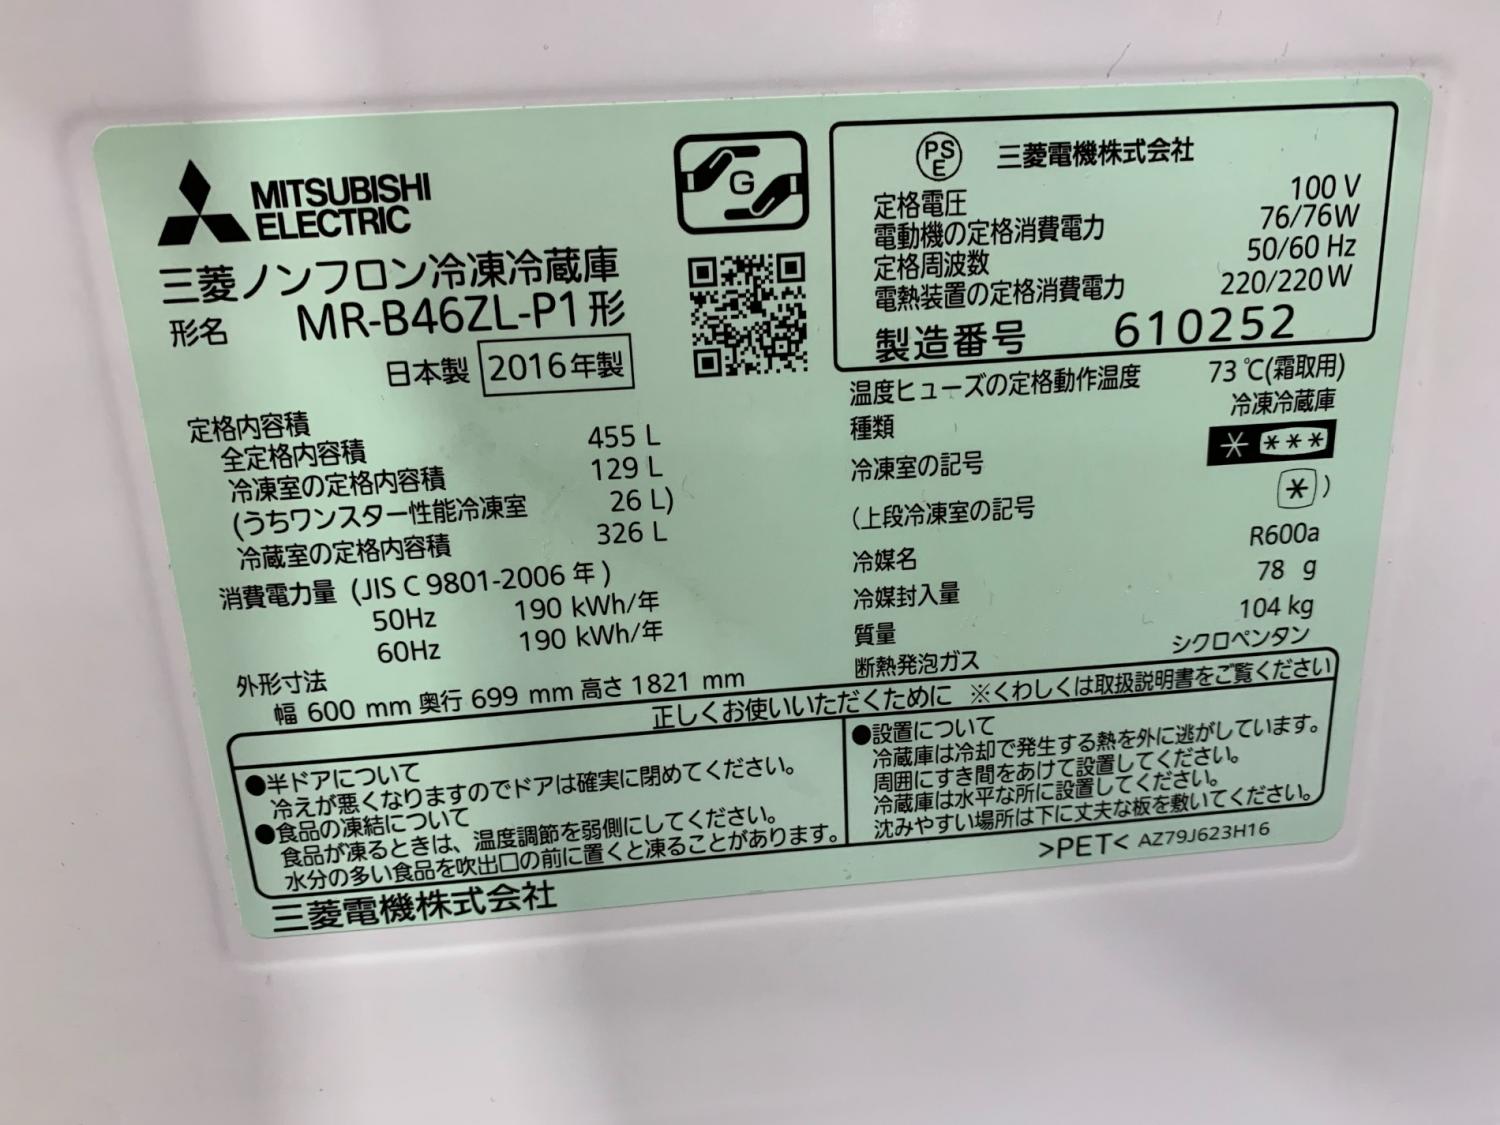 MITSUBISHI
ELECTRIC
三菱ノンフロン冷凍冷蔵庫
形名 MR-B46ZL-P1形
日本製 2016年製
G
PSE 三菱電機株式会社
定格電圧 100 V
電動機の定格消費電力 76/76W
定格周波数 50/60 Hz
電熱装置の定格消費電力 220/220W
製造番号 610252
定格内容積
全定格内容積 455 L
冷凍室の定格内容積 129 L
(うちワンスター性能冷凍室 26 L)
冷蔵室の定格内容積 326 L
消費電力量 (JIS C 9801-2006 年)
50Hz 190 kWh/年
60Hz 190 kWh/年
外形寸法
幅 600 mm 奥行 699 mm 高さ 1821 mm
温度ヒューズの定格動作温度 73℃(霜取用)
種類 冷凍冷蔵庫
冷凍室の記号 * ***
(上段冷凍室の記号 * )
冷媒名 R600a
冷媒封入量 78 g
質量 104 kg
断熱発泡ガス シクロペンタン
正しくお使いいただくために ※くわしくは取扱説明書をご覧ください
●半ドアについて
冷えが悪くなりますのでドアは確実に閉めてください。
●食品の凍結について
食品が凍るときは、温度調節を弱側にしてください。
水分の多い食品を吹出口の前に置くと凍ることがあります。
●設置について
冷蔵庫は冷却で発生する熱を外に逃がしています。
周囲にすき間をあけて設置してください。
冷蔵庫は水平な所に設置してください。
沈みやすい場所は下に丈夫な板を敷いてください。
三菱電機株式会社
>PET< AZ79J623H16